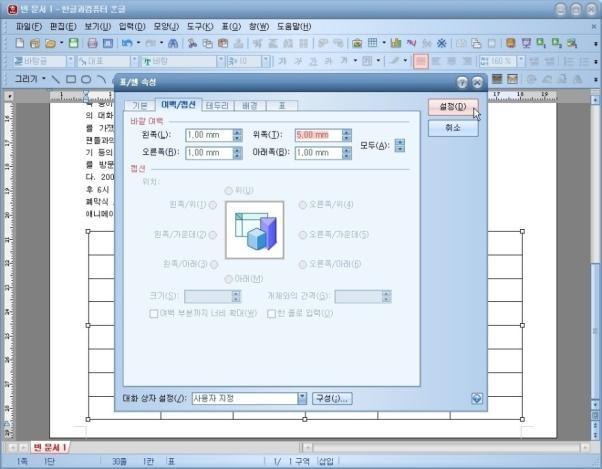 빈 문서 1 - 한글과컴퓨터 한글
파일(F) 편집(E) 보기(U) 입력(D) 모양(J) 도구(K) 표(Q) 창(W) 도움말(H)
바탕글 대표 바탕 10 가 가 가 160 %
그리기
표/셀 속성
기본 여백/캡션 테두리 배경 표
설정(D)
취소
바깥 여백
왼쪽(L): 1,00 mm 위쪽(T): 5,00 mm 모두(A):
오른쪽(R): 1,00 mm 아래쪽(B): 1,00 mm
캡션
위치:
위(U)
왼쪽/위(1) 오른쪽/위(4)
왼쪽/가운데(2) 오른쪽/가운데(5)
왼쪽/아래(3) 오른쪽/아래(6)
아래(M)
크기(S): 개체와의 간격(G):
여백 부분까지 너비 확대(W) 한 줄로 입력(O)
대화 상자 설정(/): 사용자 지정 구성(;)...
의 대화
를 가졌
팬들과의
기 등의
를 방문
다. 200
후 6시
폐막식
애니메이
빈 문서 1
1쪽 1단 30줄 1칸 표 1/ 1 구역 삽입